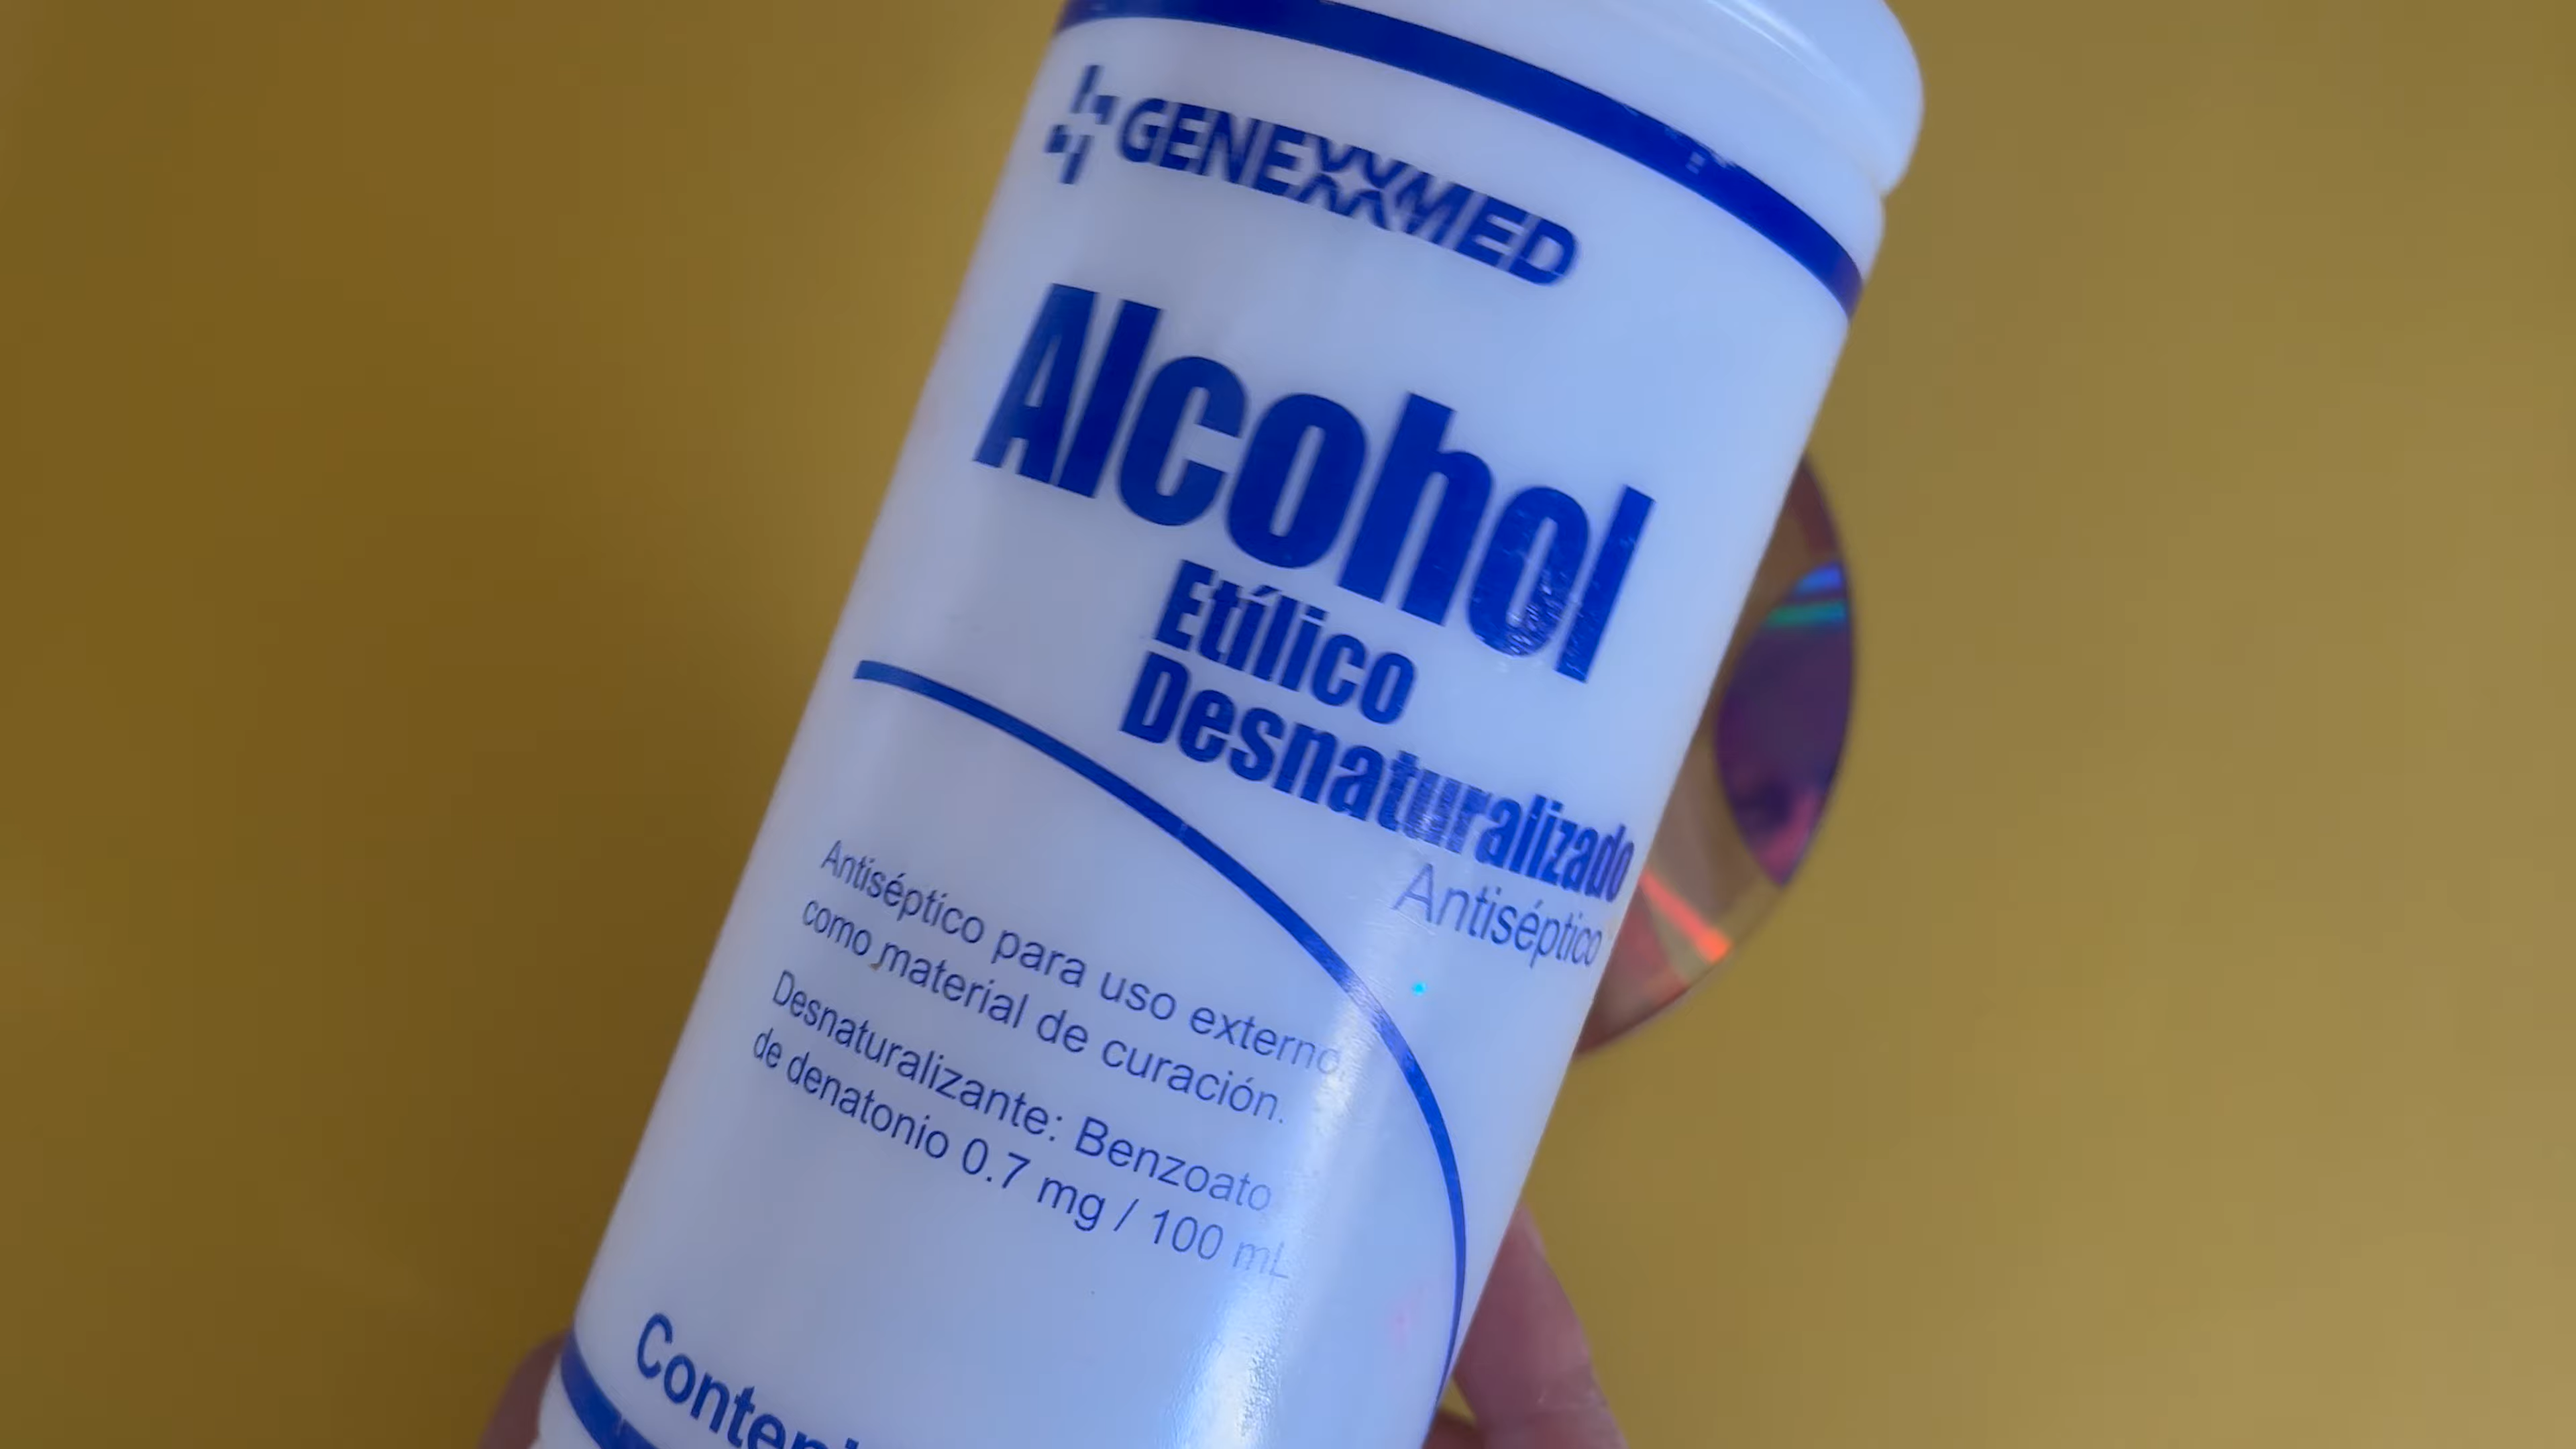 GENEXXMED
Alcohol
Etílico
Desnaturalizado
Antiséptico
Antiséptico para uso externo,
como material de curación.
Desnaturalizante: Benzoato
de denatonio 0.7 mg / 100 mL